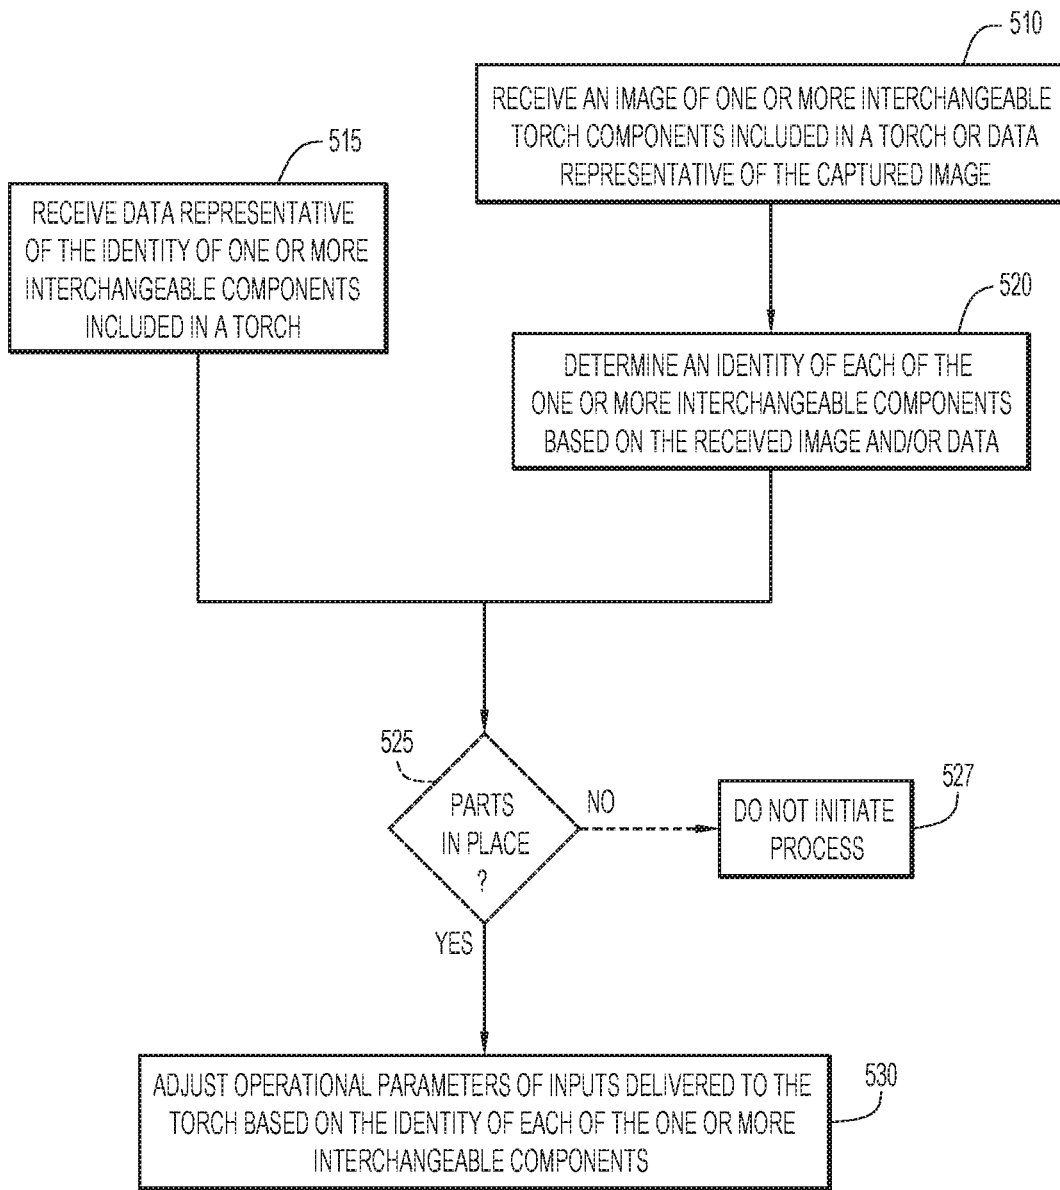 510
RECEIVE AN IMAGE OF ONE OR MORE INTERCHANGEABLE
TORCH COMPONENTS INCLUDED IN A TORCH OR DATA
REPRESENTATIVE OF THE CAPTURED IMAGE
515
RECEIVE DATA REPRESENTATIVE
OF THE IDENTITY OF ONE OR MORE
INTERCHANGEABLE COMPONENTS
INCLUDED IN A TORCH
520
DETERMINE AN IDENTITY OF EACH OF THE
ONE OR MORE INTERCHANGEABLE COMPONENTS
BASED ON THE RECEIVED IMAGE AND/OR DATA
525
PARTS
IN PLACE
?
NO
527
DO NOT INITIATE
PROCESS
YES
530
ADJUST OPERATIONAL PARAMETERS OF INPUTS DELIVERED TO THE
TORCH BASED ON THE IDENTITY OF EACH OF THE ONE OR MORE
INTERCHANGEABLE COMPONENTS